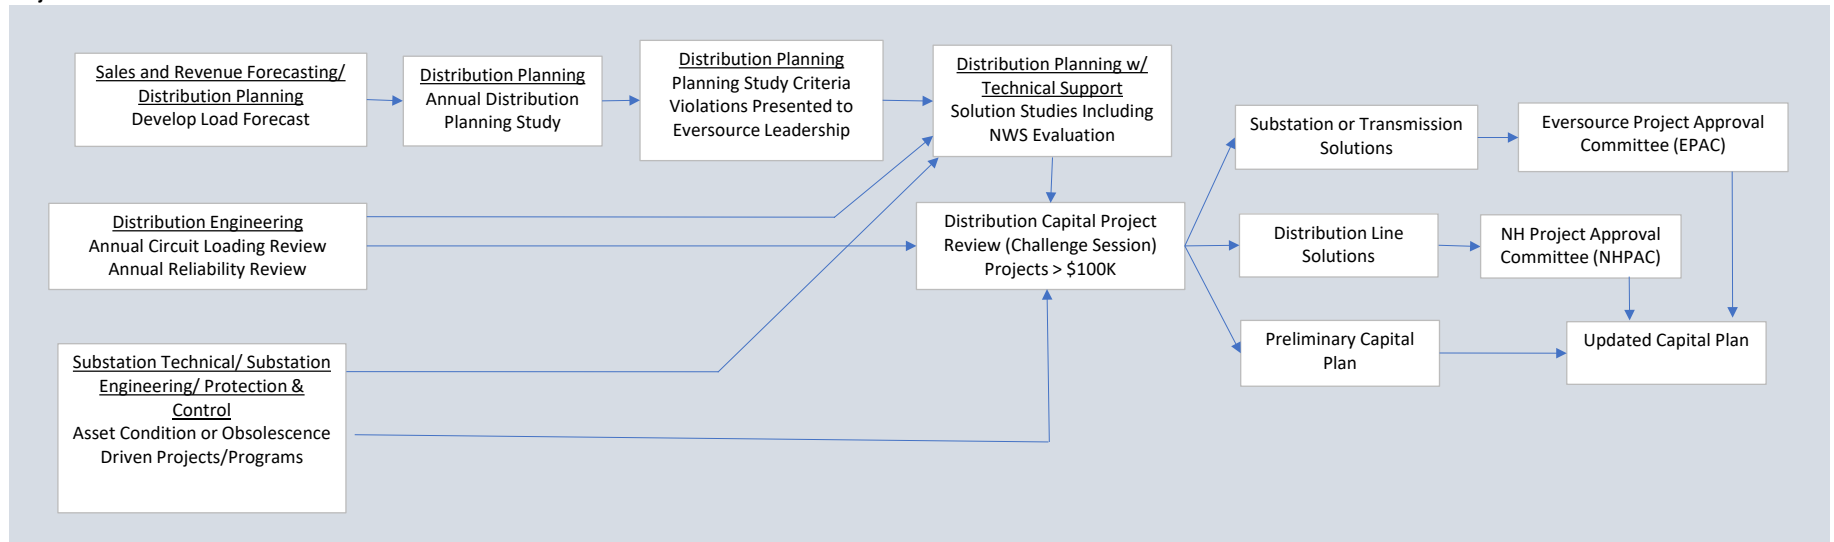 Sales and Revenue Forecasting/
Distribution Planning
Develop Load Forecast
Distribution Planning
Annual Distribution
Planning Study
Distribution Planning
Planning Study Criteria
Violations Presented to
Eversource Leadership
Distribution Planning w/
Technical Support
Solution Studies Including
NWS Evaluation
Substation or Transmission
Solutions
Eversource Project Approval
Committee (EPAC)
Distribution Engineering
Annual Circuit Loading Review
Annual Reliability Review
Distribution Capital Project
Review (Challenge Session)
Projects > $100K
Distribution Line
Solutions
NH Project Approval
Committee (NHPAC)
Substation Technical/ Substation
Engineering/ Protection &
Control
Asset Condition or Obsolescence
Driven Projects/Programs
Preliminary Capital
Plan
Updated Capital Plan